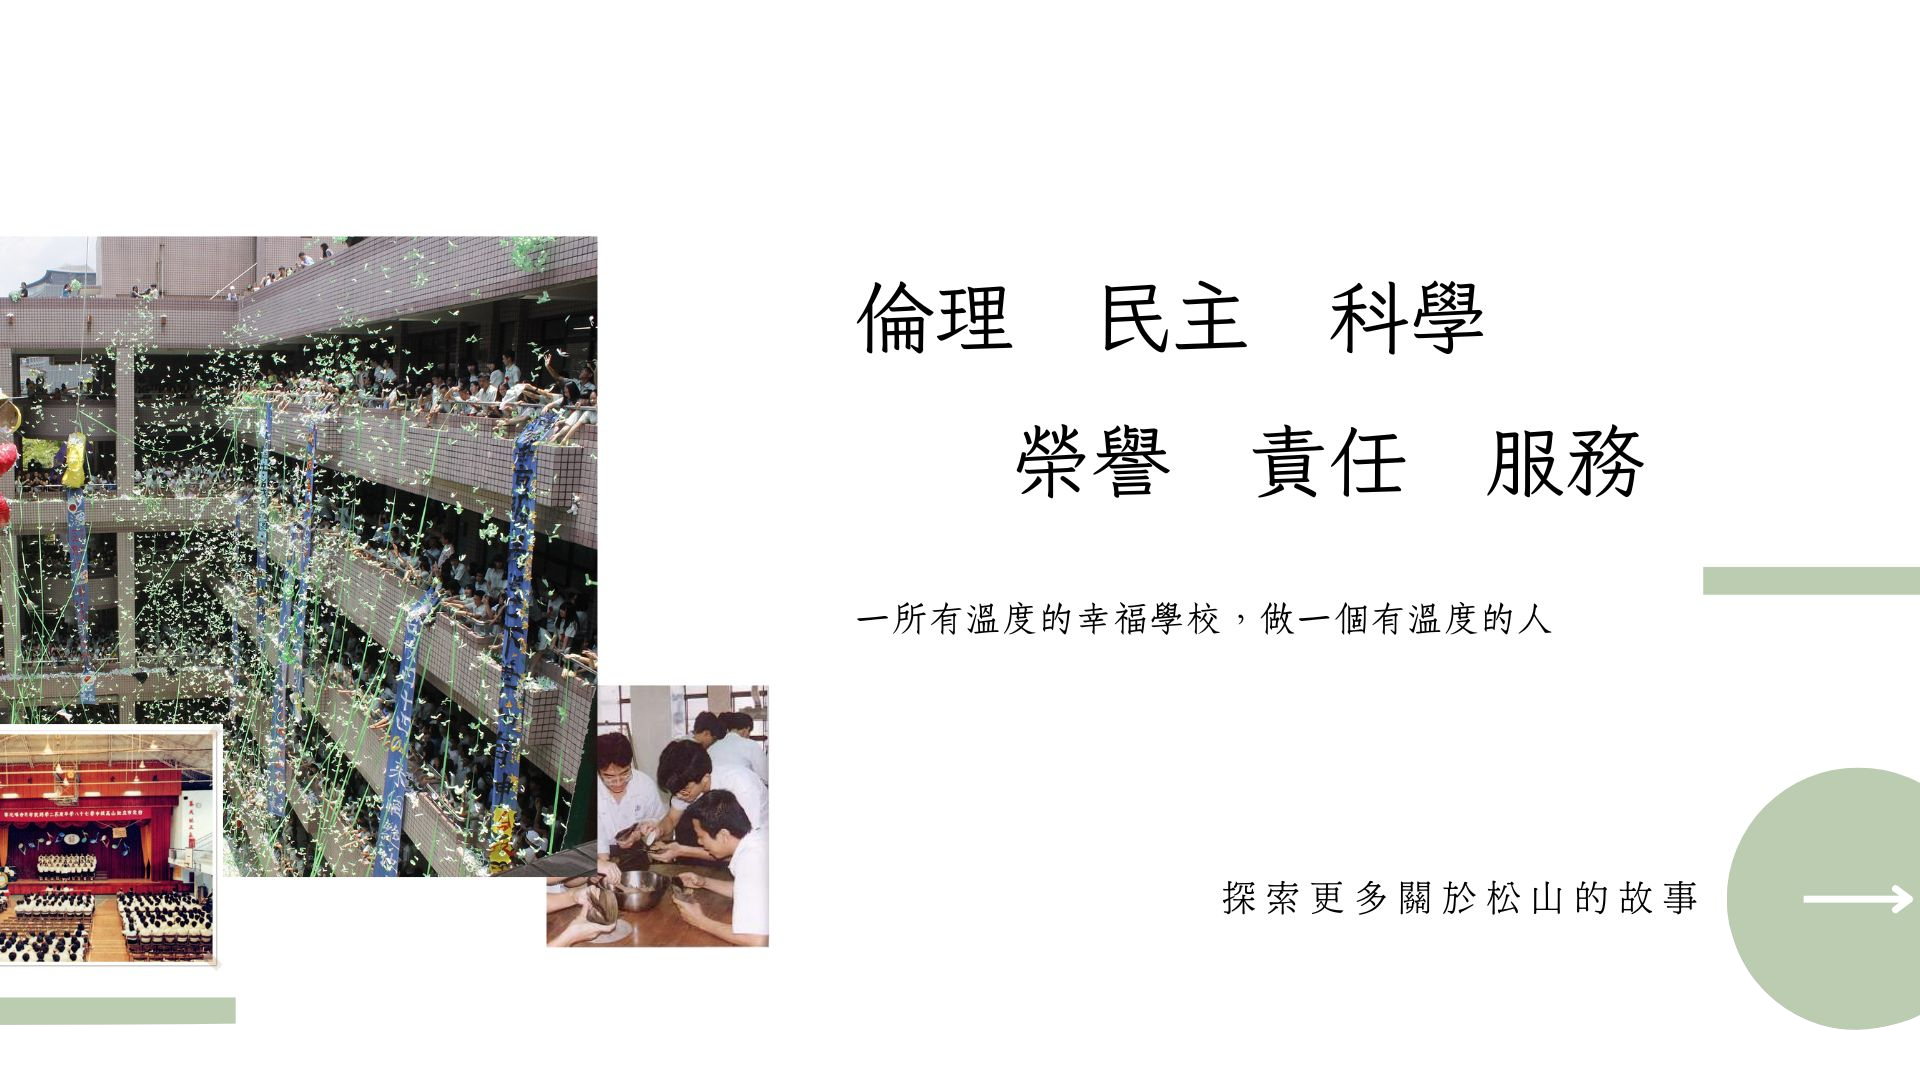 倫理　民主　科學
榮譽　責任　服務
一所有溫度的幸福學校，做一個有溫度的人
探索更多關於松山的故事